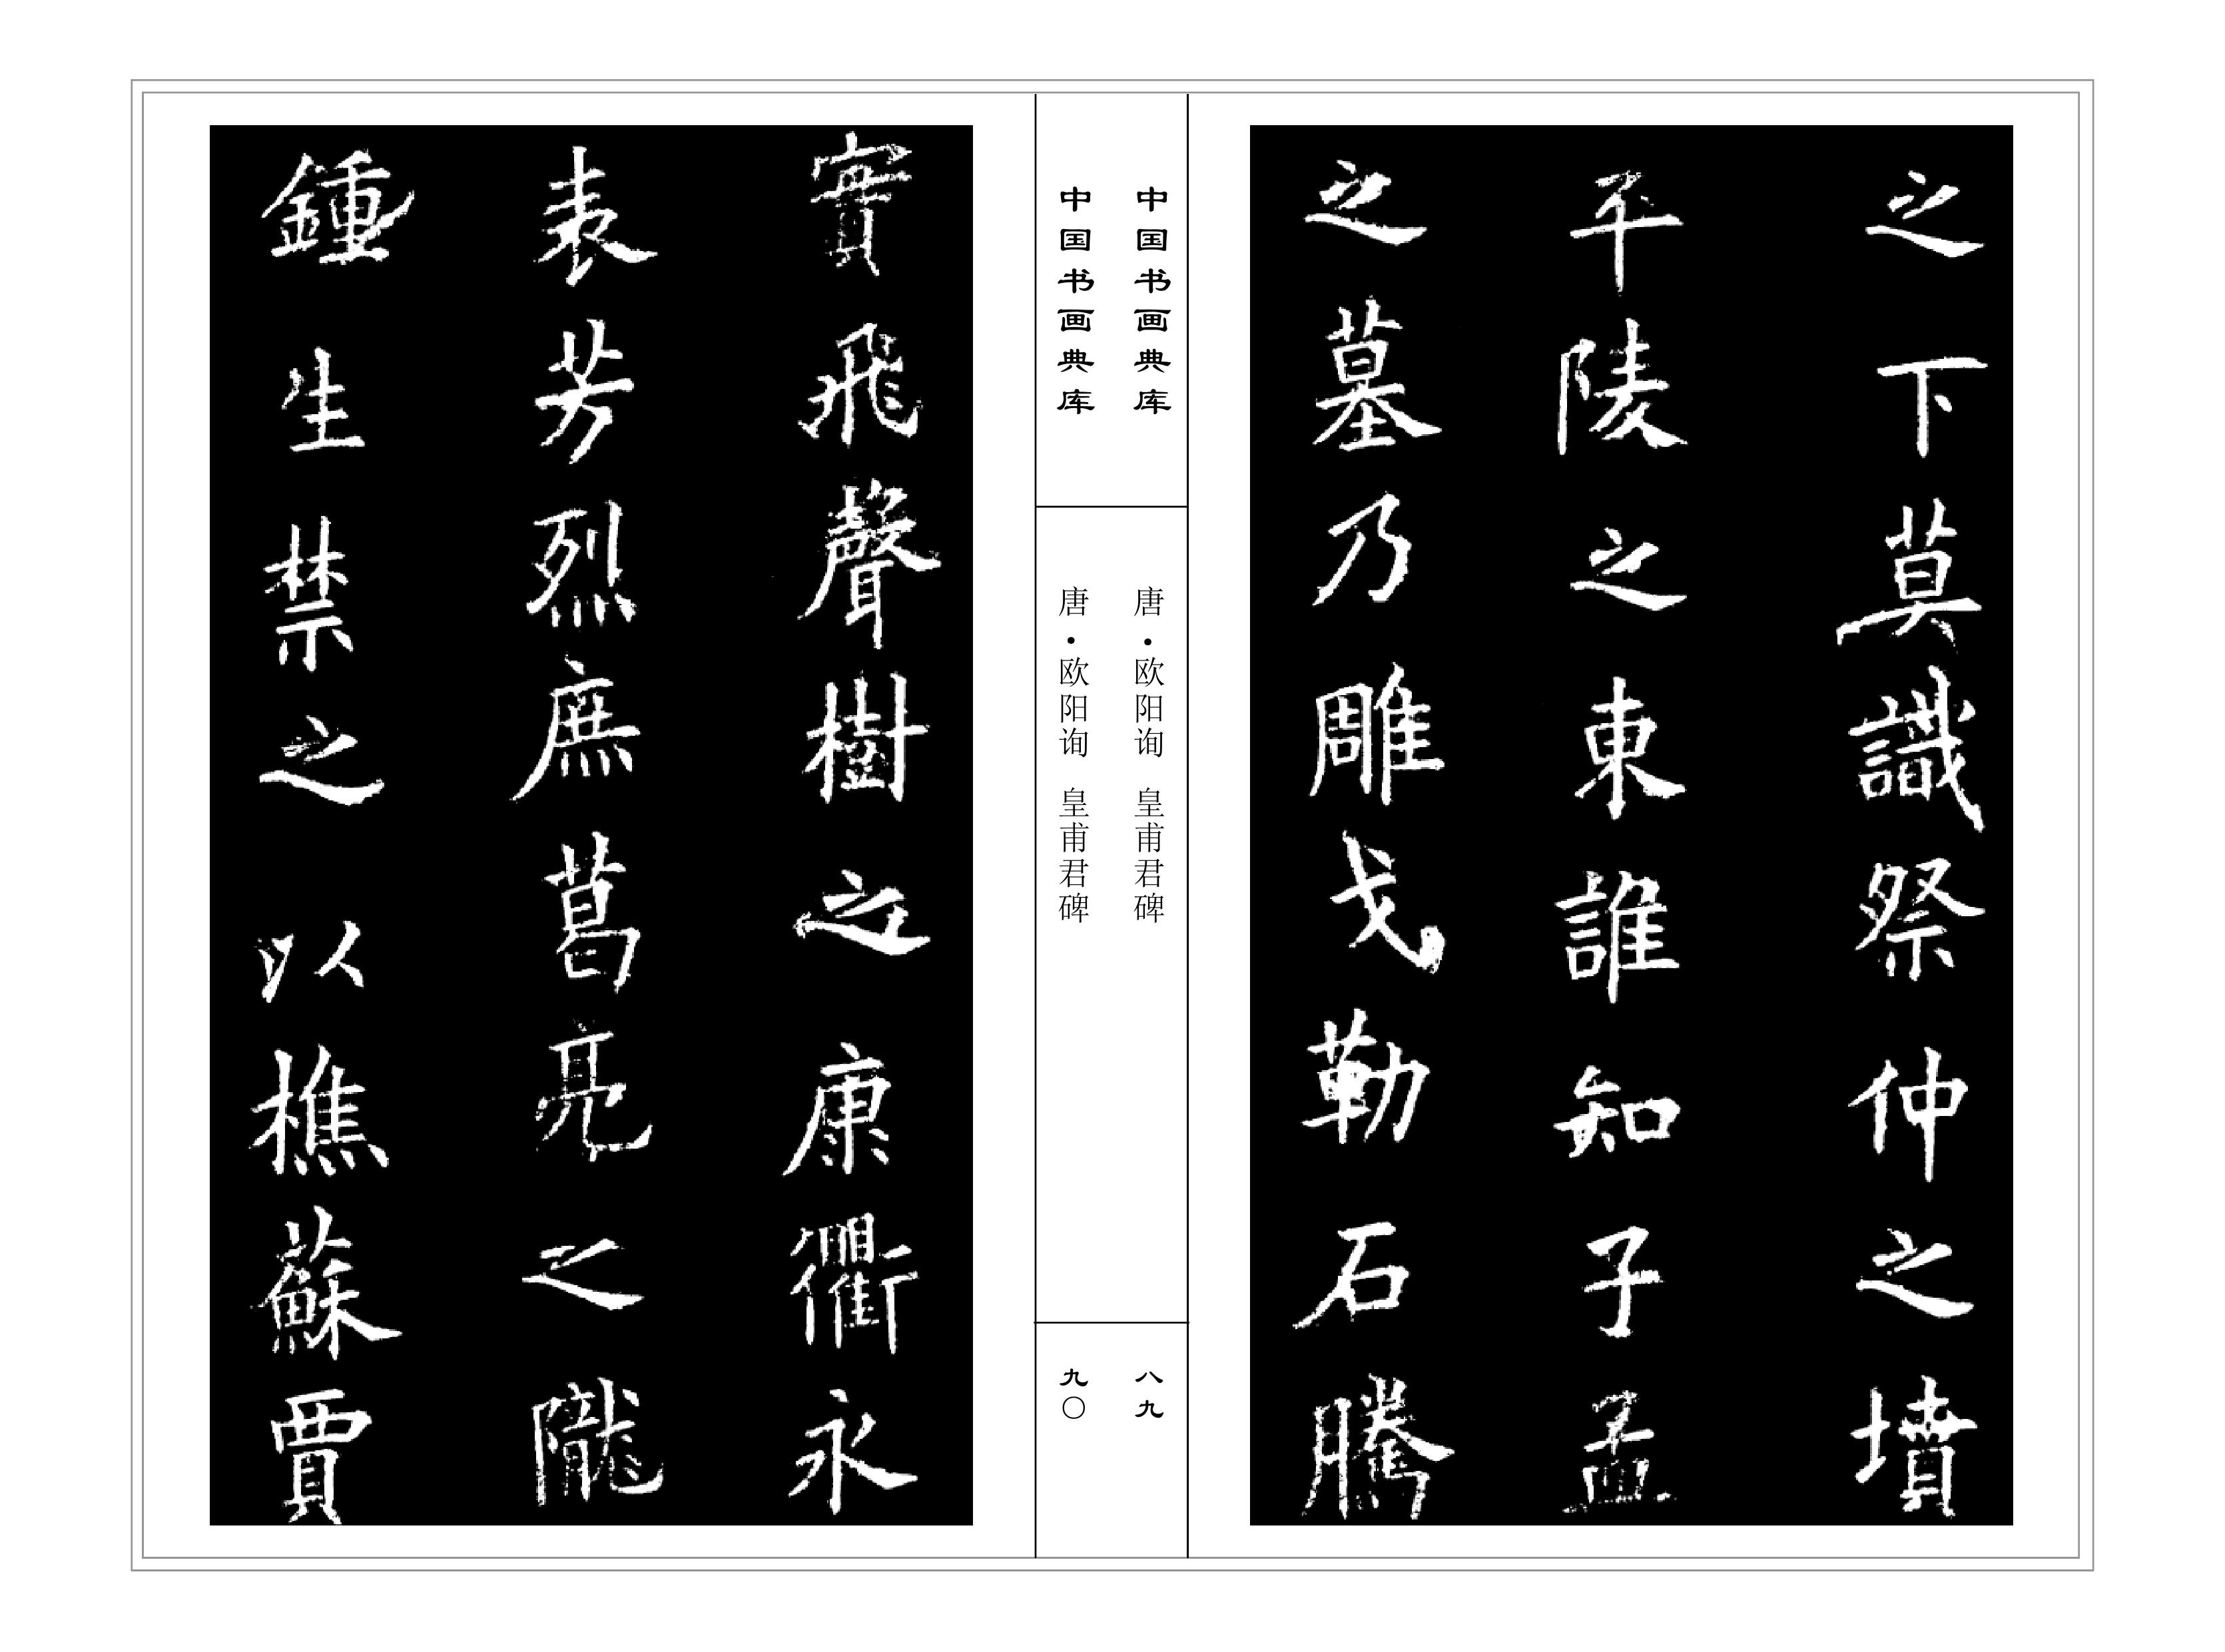 之下莫識祭仲之墳
平陵之東誰知子孟
之墓乃雕戈勒石騰
中国书画典库
唐·欧阳询 皇甫君碑
八九
中国书画典库
唐·欧阳询 皇甫君碑
九〇
實飛聲樹之康衢永
表芳烈庶葛亮之隴
鍾生禁之以樵蘇賈